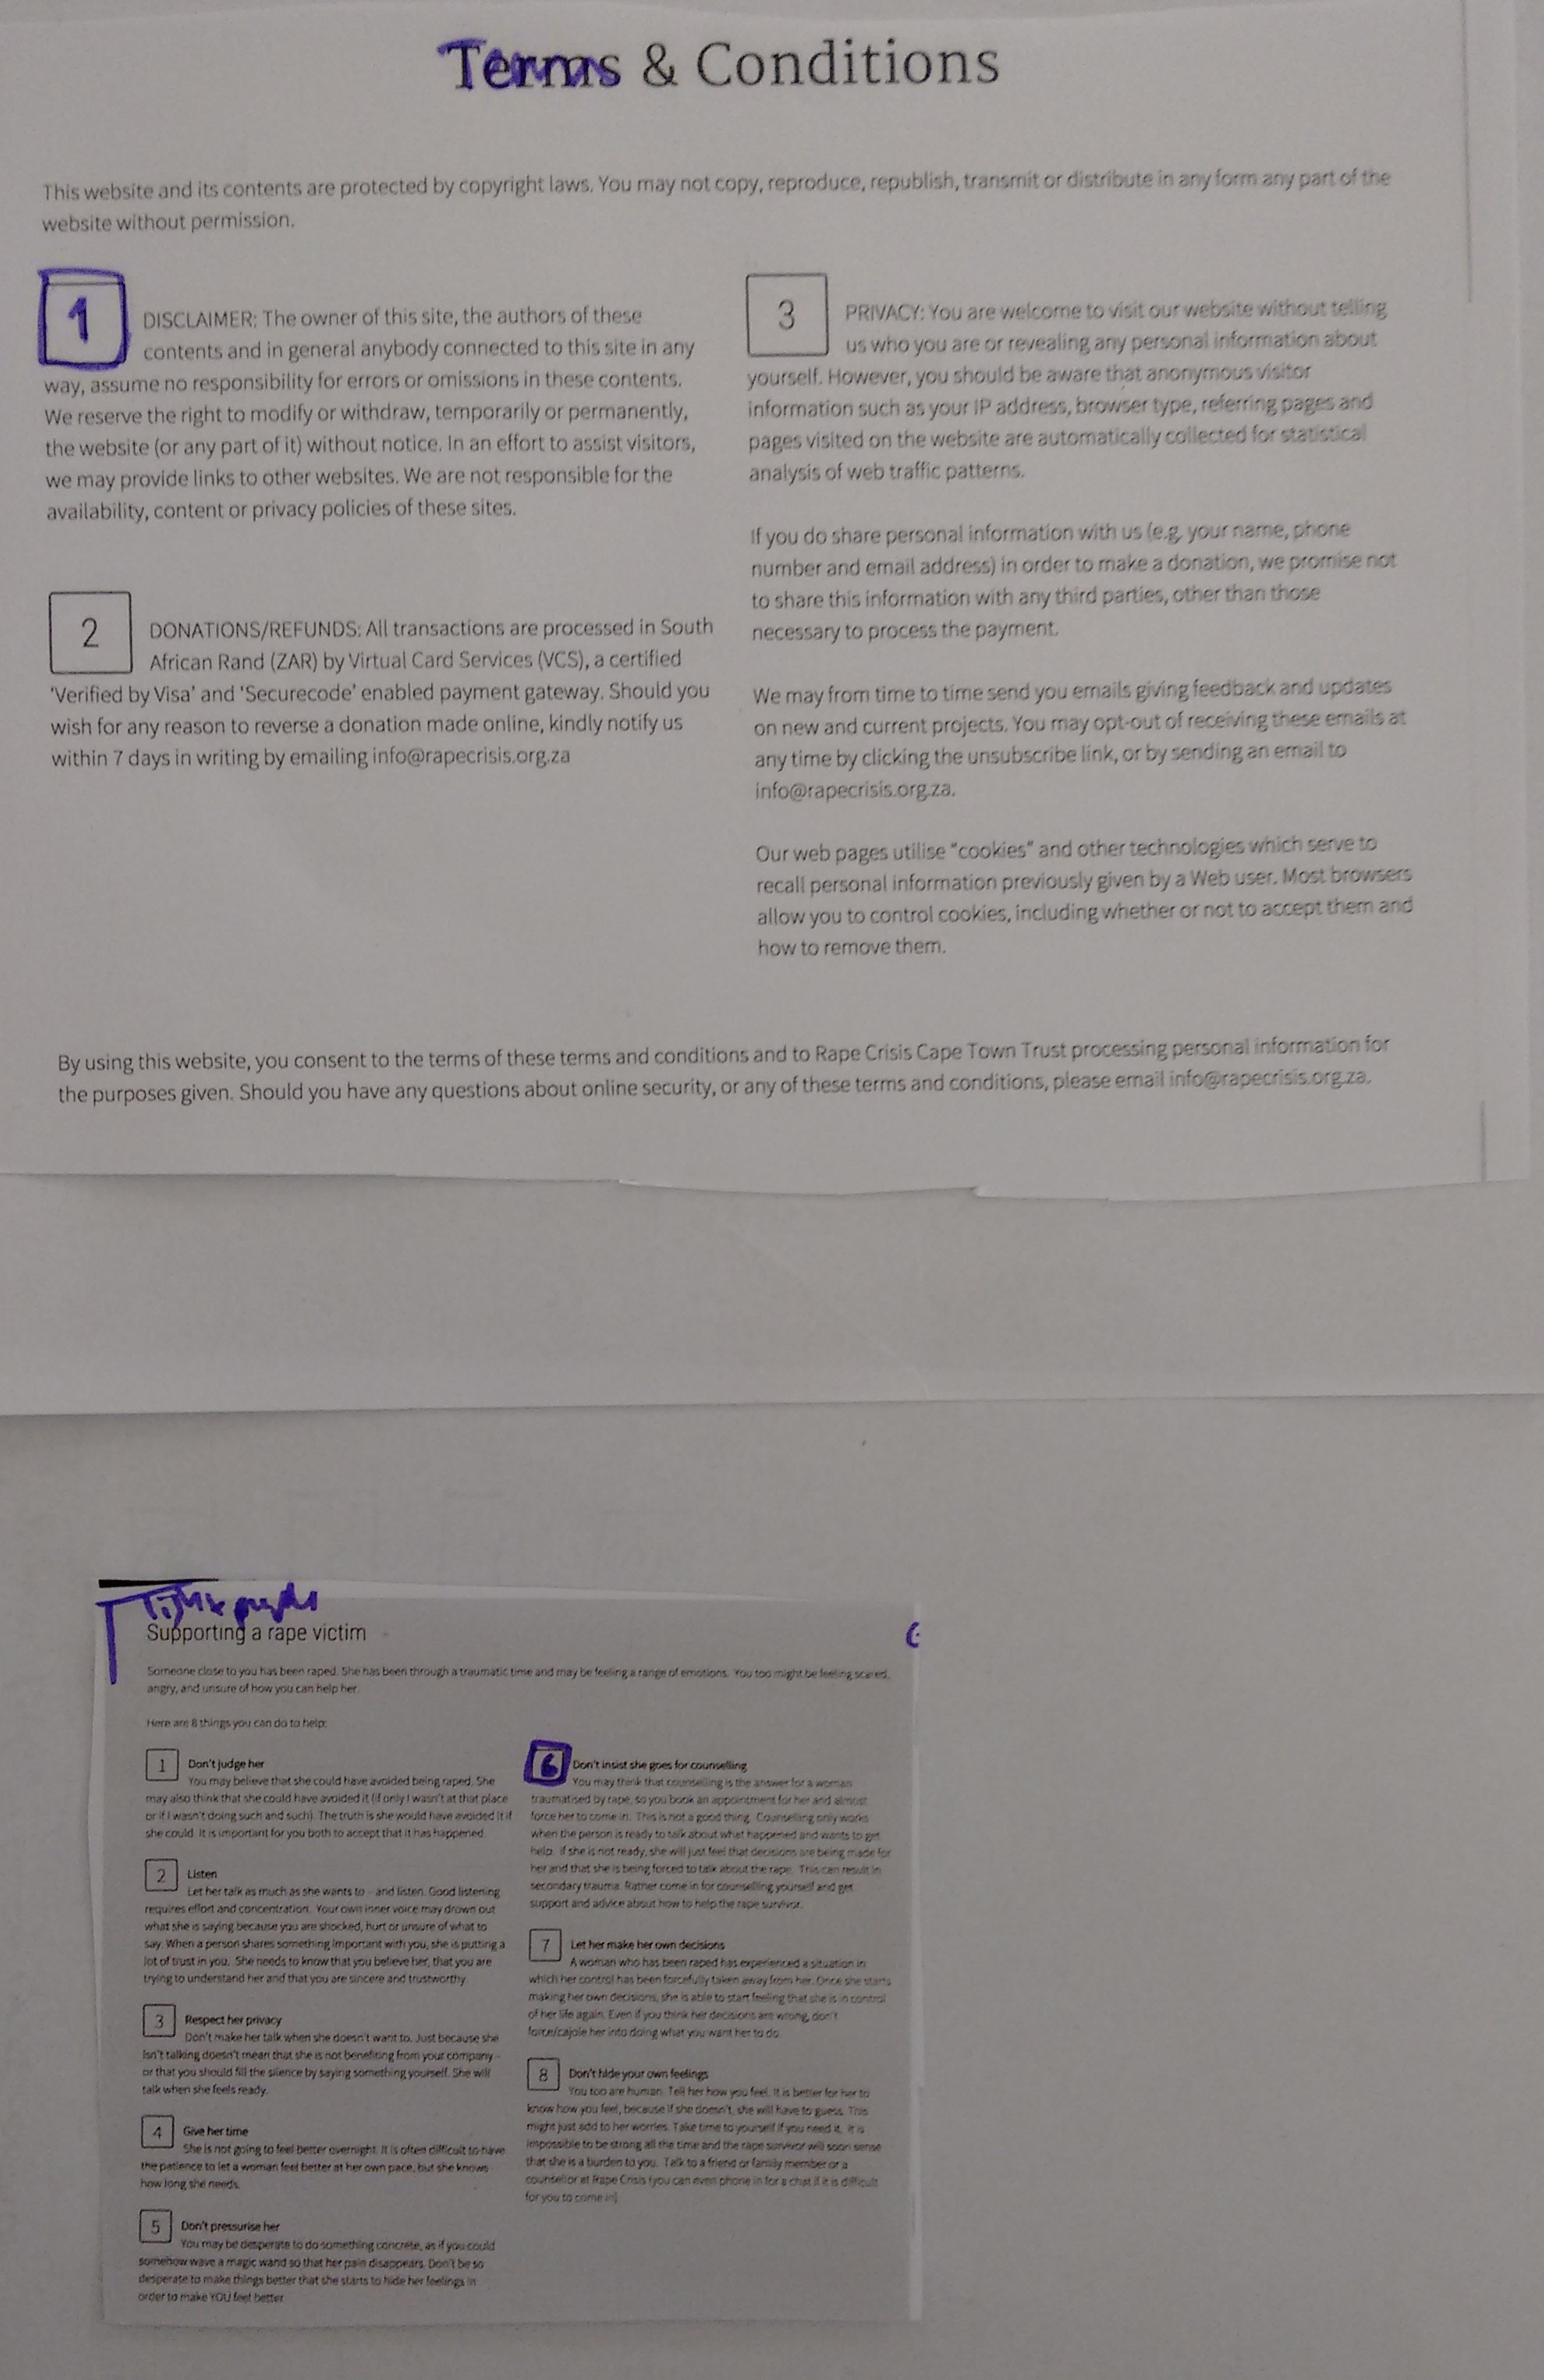 Terms & Conditions
This website and its contents are protected by copyright laws. You may not copy, reproduce, republish, transmit or distribute in any form any part of the
website without permission.
1
DISCLAIMER: The owner of this site, the authors of these
contents and in general anybody connected to this site in any
way, assume no responsibility for errors or omissions in these contents.
We reserve the right to modify or withdraw, temporarily or permanently,
the website (or any part of it) without notice. In an effort to assist visitors,
we may provide links to other websites. We are not responsible for the
availability, content or privacy policies of these sites.
2
DONATIONS/REFUNDS: All transactions are processed in South
African Rand (ZAR) by Virtual Card Services (VCS), a certified
'Verified by Visa' and 'Securecode' enabled payment gateway. Should you
wish for any reason to reverse a donation made online, kindly notify us
within 7 days in writing by emailing info@rapecrisis.org.za
3
PRIVACY: You are welcome to visit our website without telling
us who you are or revealing any personal information about
yourself. However, you should be aware that anonymous visitor
information such as your IP address, browser type, referring pages and
pages visited on the website are automatically collected for statistical
analysis of web traffic patterns.
If you do share personal information with us (e.g. your name, phone
number and email address) in order to make a donation, we promise not
to share this information with any third parties, other than those
necessary to process the payment.
We may from time to time send you emails giving feedback and updates
on new and current projects. You may opt-out of receiving these emails at
any time by clicking the unsubscribe link, or by sending an email to
info@rapecrisis.org.za.
Our web pages utilise "cookies" and other technologies which serve to
recall personal information previously given by a Web user. Most browsers
allow you to control cookies, including whether or not to accept them and
how to remove them.
By using this website, you consent to the terms of these terms and conditions and to Rape Crisis Cape Town Trust processing personal information for
the purposes given. Should you have any questions about online security, or any of these terms and conditions, please email info@rapecrisis.org.za.
Supporting a rape victim
Someone close to you has been raped. She has been through a traumatic time and may be feeling a range of emotions. You too might be feeling scared,
angry, and unsure of how you can help her.
Here are 8 things you can do to help:
1
Don't judge her
You may believe that she could have avoided being raped. She
may also think that she could have avoided it (if only I wasn't at that place
or if I wasn't doing such and such). The truth is she would have avoided it if
she could. It is important for you both to accept that it has happened.
2
Listen
Let her talk as much as she wants to – and listen. Good listening
requires effort and concentration. Your own inner voice may drown out
what she is saying because you are shocked, hurt or unsure of what to
say. When a person shares something important with you, she is putting a
lot of trust in you. She needs to know that you believe her, that you are
trying to understand her and that you are sincere and trustworthy.
3
Respect her privacy
Don't make her talk when she doesn't want to. Just because she
isn't talking doesn't mean that she is not benefiting from your company –
or that you should fill the silence by saying something yourself. She will
talk when she feels ready.
4
Give her time
She is not going to feel better overnight. It is often difficult to have
the patience to let a woman feel better at her own pace, but she knows
how long she needs.
5
Don't pressurise her
You may be desperate to do something concrete, as if you could
somehow wave a magic wand so that her pain disappears. Don't be so
desperate to make things better that she starts to hide her feelings in
order to make YOU feel better
6
Don't insist she goes for counselling
You may think that counselling is the answer for a woman
traumatised by rape, so you book an appointment for her and almost
force her to come in. This is not a good thing. Counselling only works
when the person is ready to talk about what happened and wants to get
help. If she is not ready, she will just feel that decisions are being made for
her and that she is being forced to talk about the rape. This can result in
secondary trauma. Rather come in for counselling yourself and get
support and advice about how to help the rape survivor.
7
Let her make her own decisions
A woman who has been raped has experienced a situation in
which her control has been forcefully taken away from her. Once she starts
making her own decisions, she is able to start feeling that she is in control
of her life again. Even if you think her decisions are wrong, don't
force/cajole her into doing what you want her to do.
8
Don't hide your own feelings
You too are human. Tell her how you feel. It is better for her to
know how you feel, because if she doesn't, she will have to guess. This
might just add to her worries. Take time to yourself if you need it. It is
impossible to be strong all the time and the rape survivor will soon sense
that she is a burden to you. Talk to a friend or family member or a
counsellor at Rape Crisis (you can even phone in for a chat if it is difficult
for you to come in)